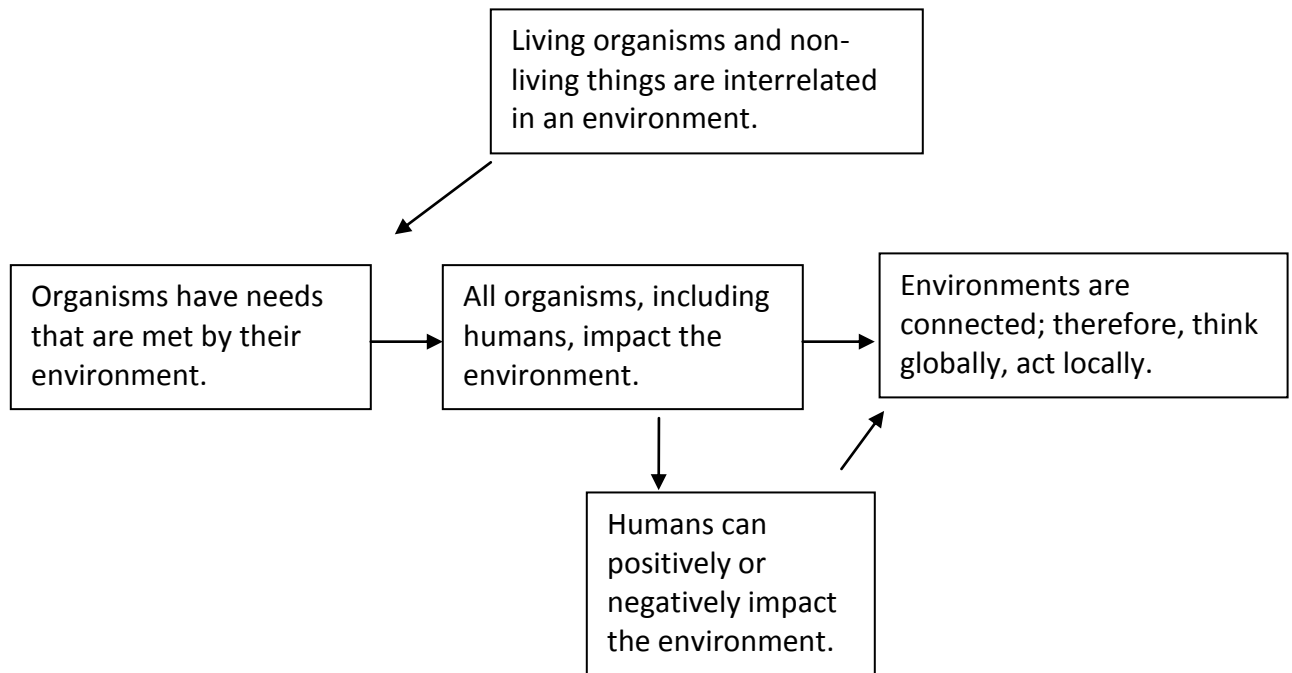 Living organisms and non-
living things are interrelated
in an environment.
Organisms have needs
that are met by their
environment.
All organisms, including
humans, impact the
environment.
Environments are
connected; therefore, think
globally, act locally.
Humans can
positively or
negatively impact
the environment.